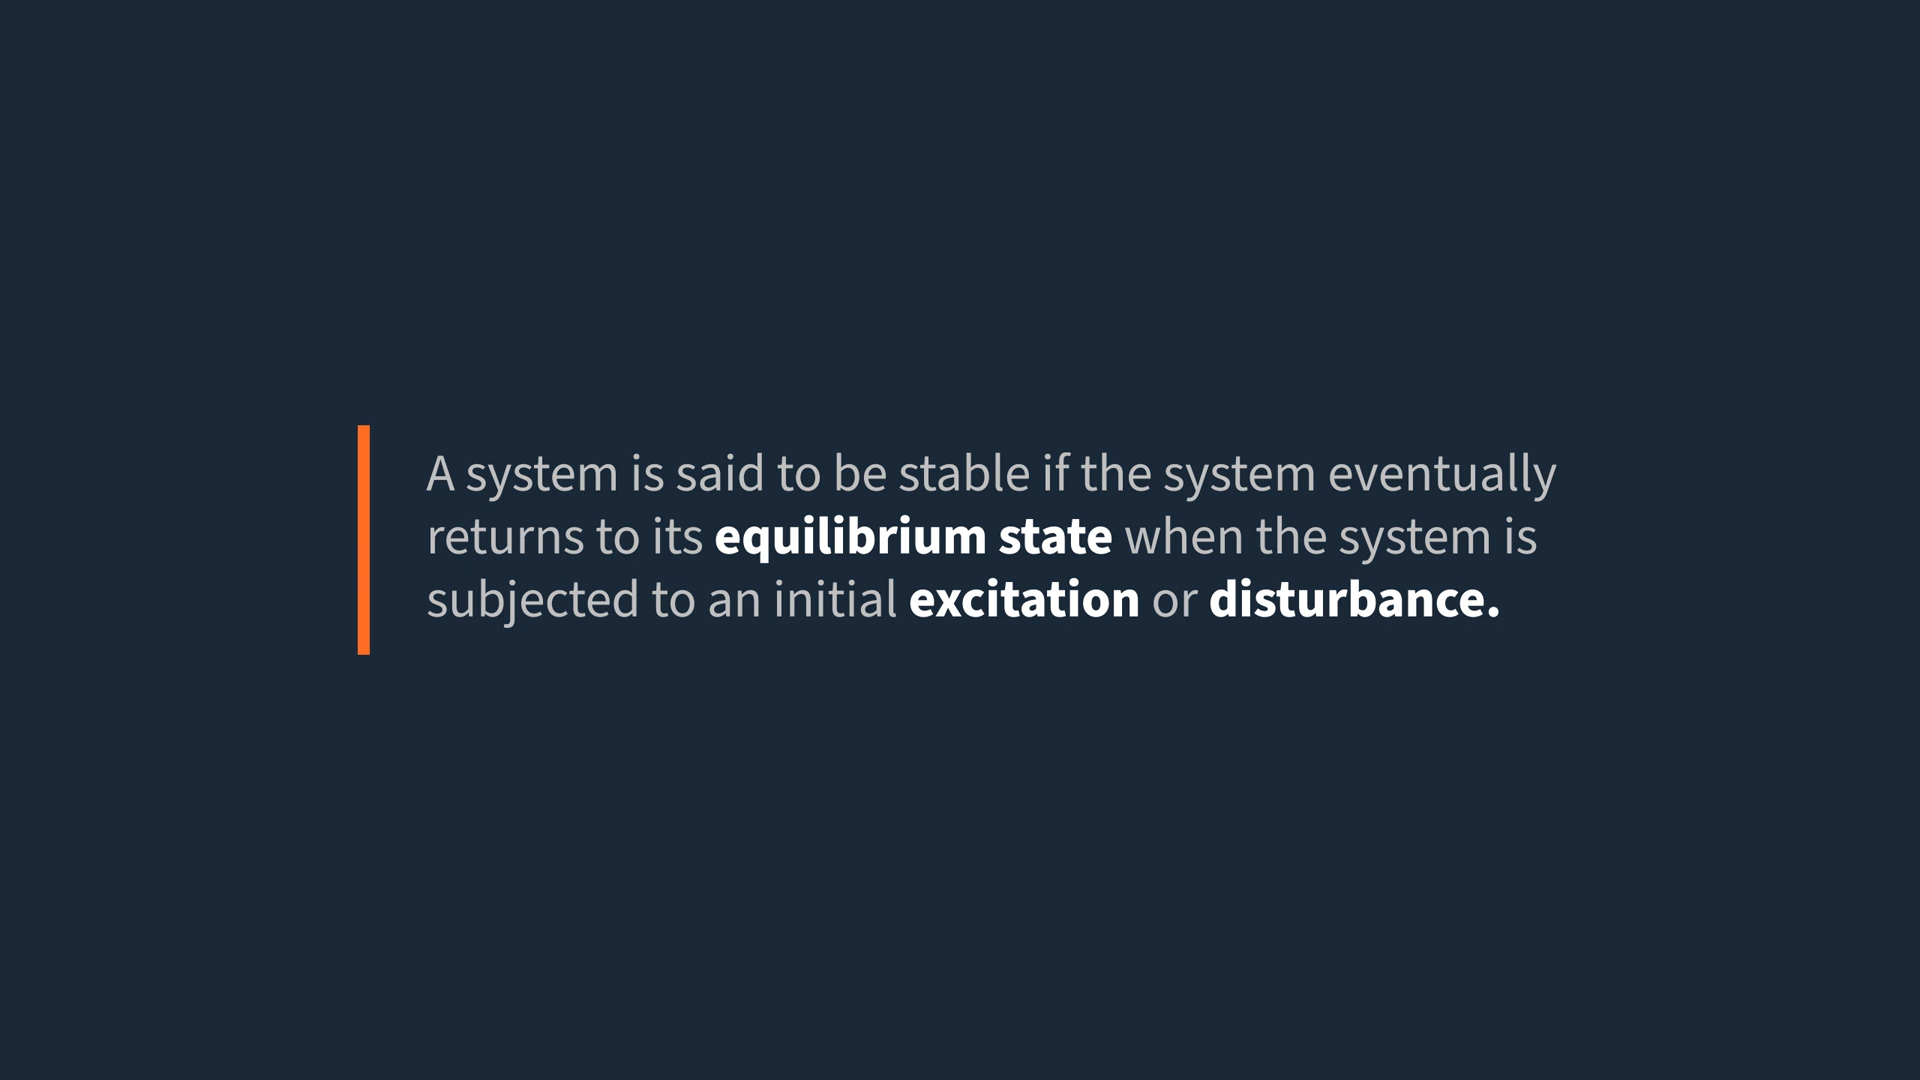 A system is said to be stable if the system eventually
returns to its equilibrium state when the system is
subjected to an initial excitation or disturbance.